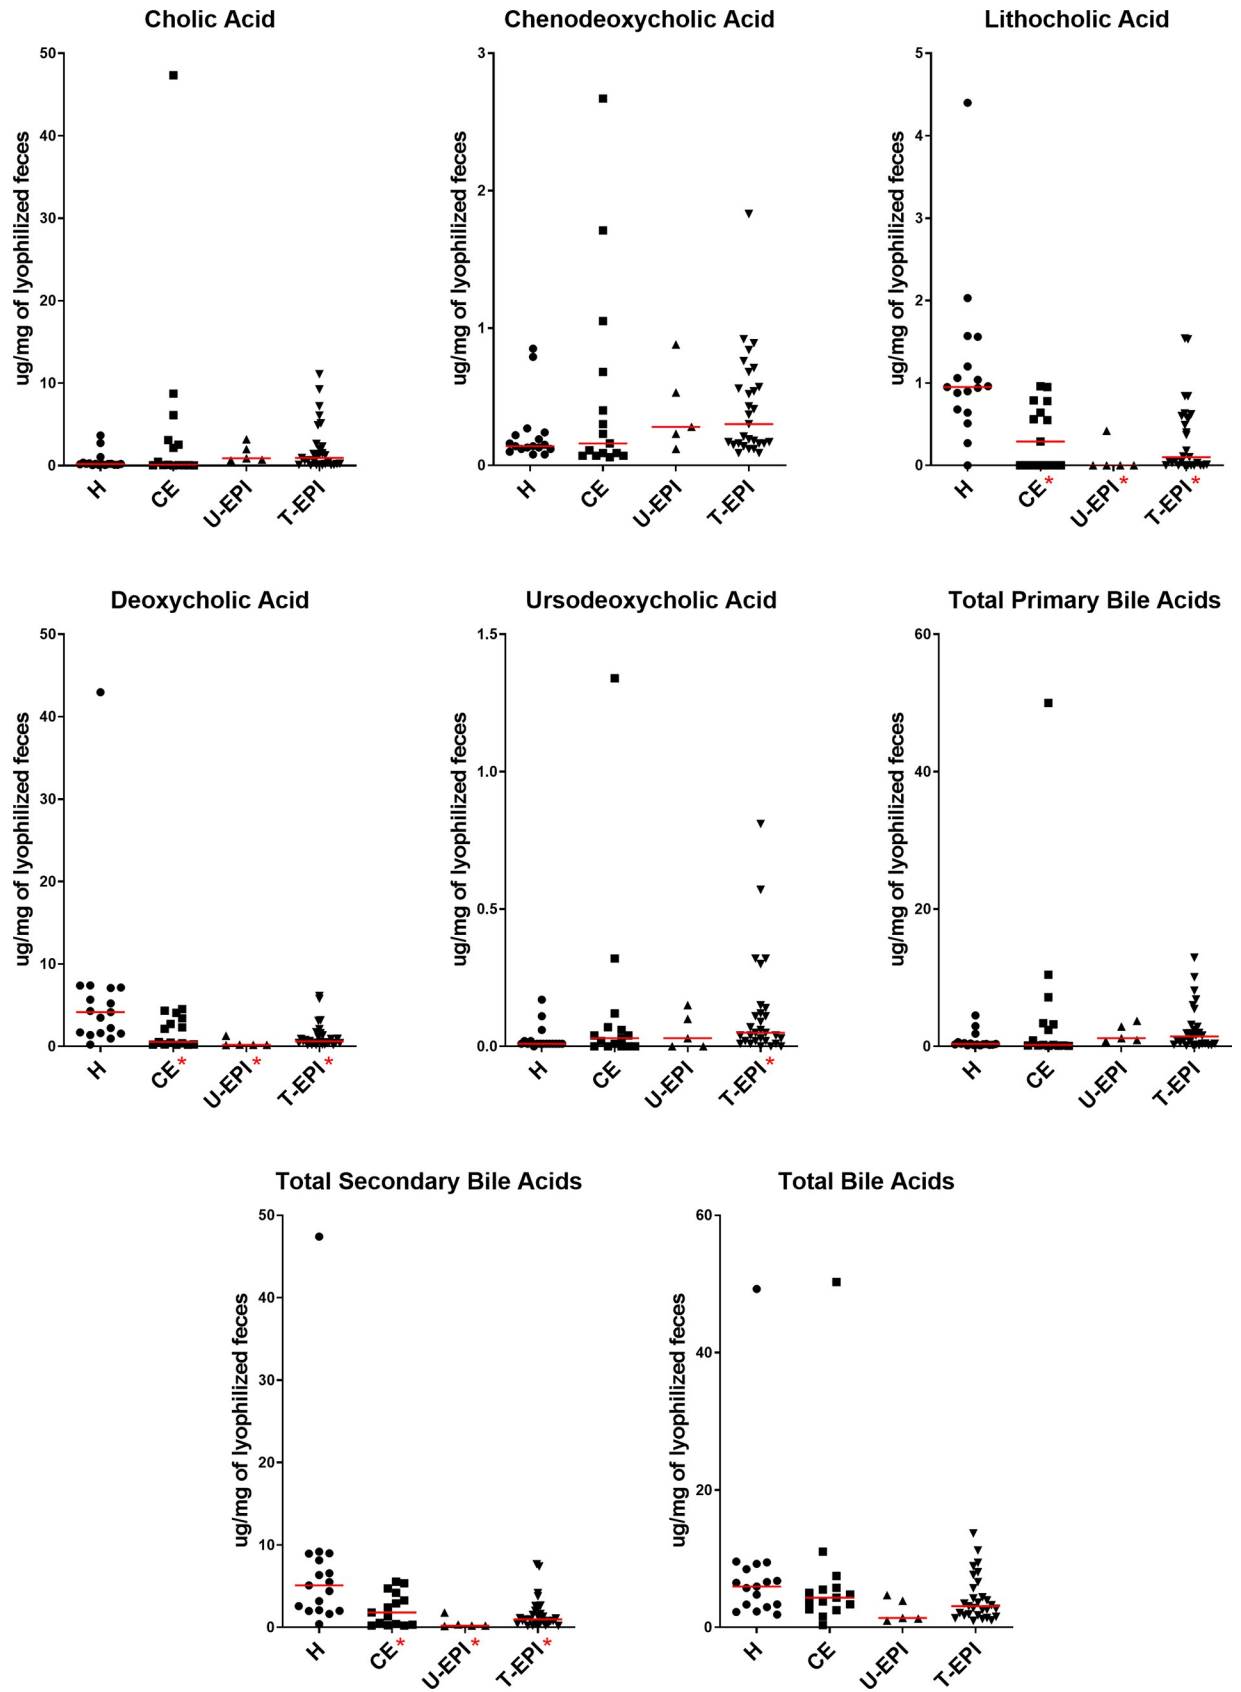 Cholic Acid
ug/mg of lyophilized feces
50
40
30
20
10
0
H
CE
U-EPI
T-EPI
Chenodeoxycholic Acid
ug/mg of lyophilized feces
3
2
1
0
H
CE
U-EPI
T-EPI
Lithocholic Acid
ug/mg of lyophilized feces
5
4
3
2
1
0
H
CE*
U-EPI*
T-EPI*
Deoxycholic Acid
ug/mg of lyophilized feces
50
40
30
20
10
0
H
CE*
U-EPI*
T-EPI*
Ursodeoxycholic Acid
ug/mg of lyophilized feces
1.5
1.0
0.5
0.0
H
CE
U-EPI
T-EPI*
Total Primary Bile Acids
ug/mg of lyophilized feces
60
40
20
0
H
CE
U-EPI
T-EPI
Total Secondary Bile Acids
ug/mg of lyophilized feces
50
40
30
20
10
0
H
CE*
U-EPI*
T-EPI*
Total Bile Acids
ug/mg of lyophilized feces
60
40
20
0
H
CE
U-EPI
T-EPI